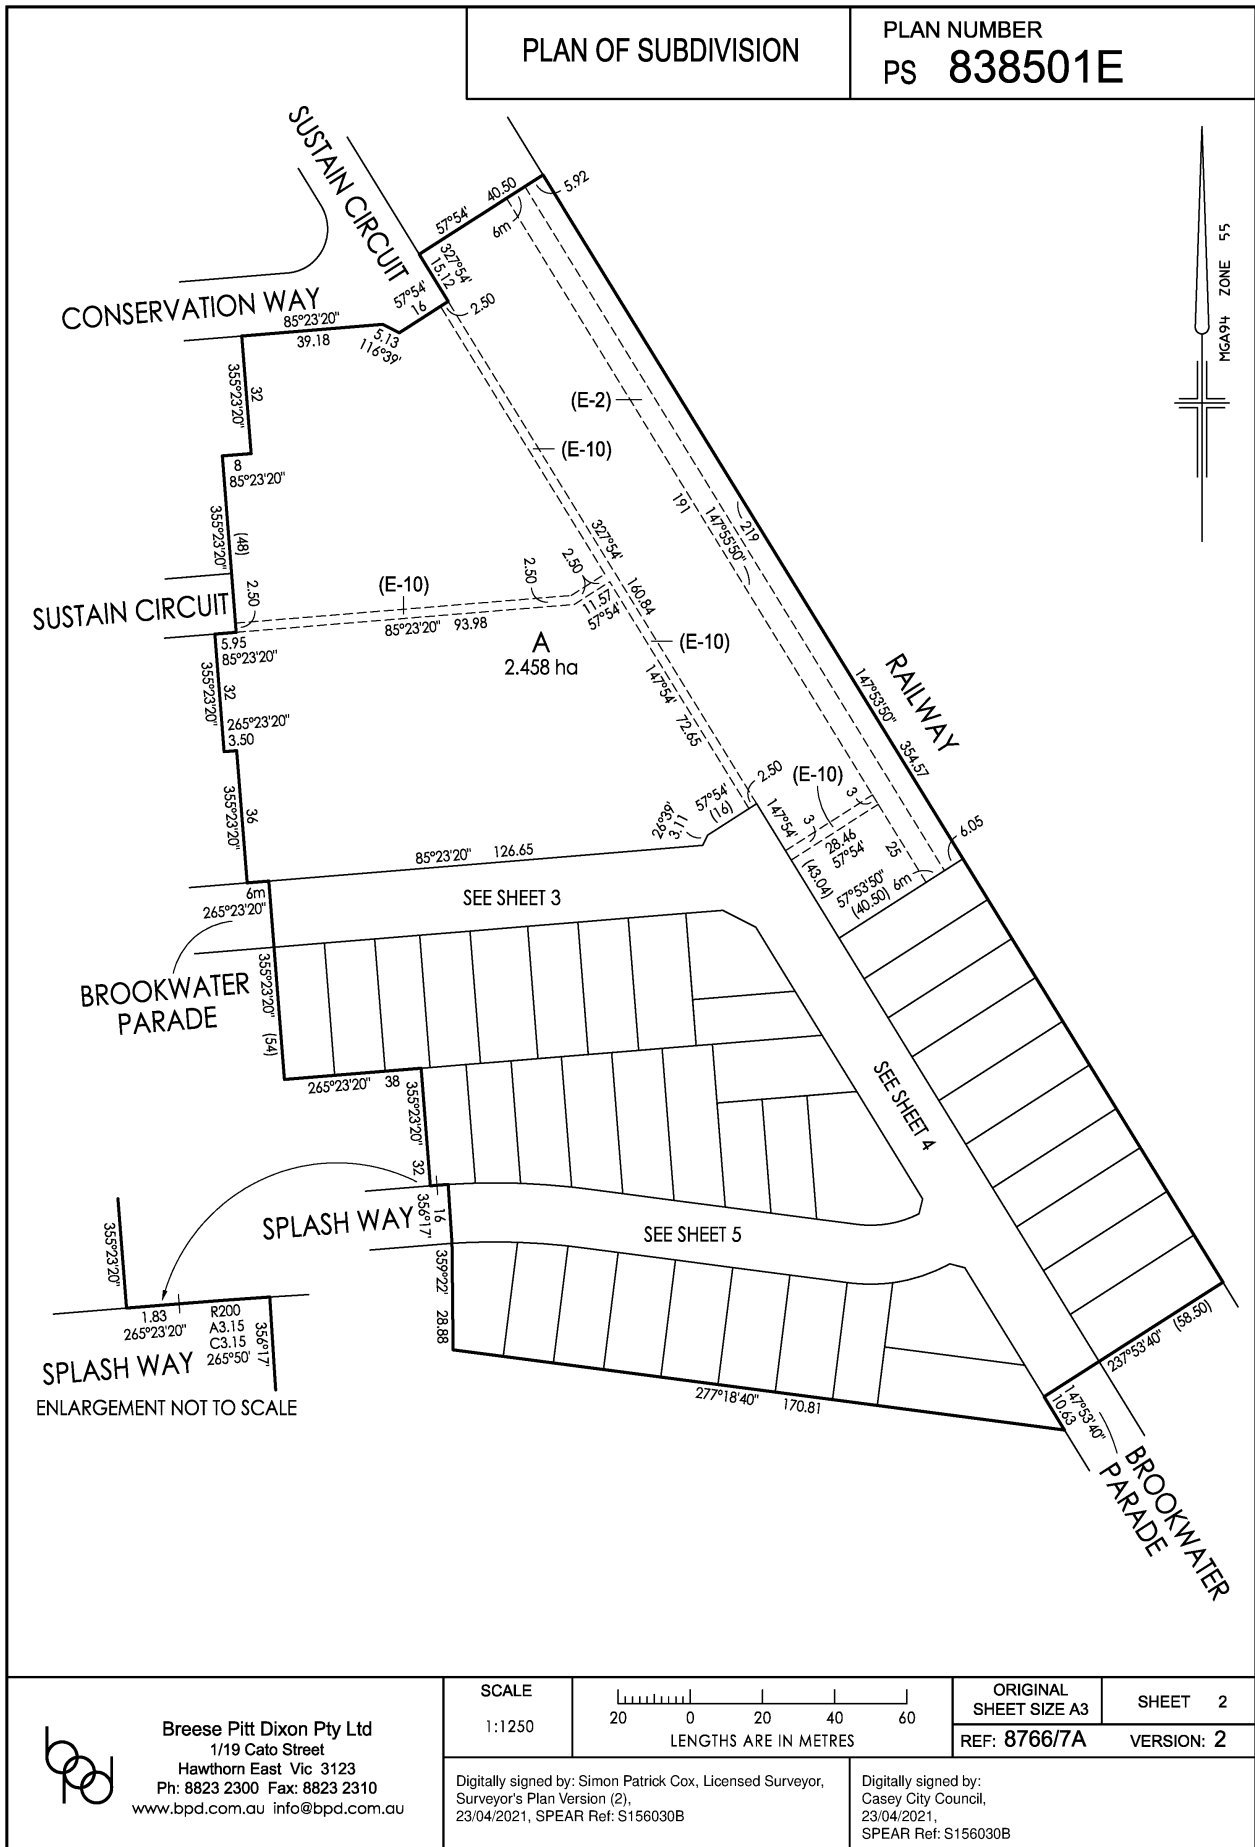 PLAN OF SUBDIVISION
PLAN NUMBER
PS 838501E
MGA94 ZONE 55
SUSTAIN CIRCUIT
CONSERVATION WAY
57°54'
40.50
5.92
6m
327°54'
15.12
57°54'
16
2.50
85°23'20"
39.18
5.13
116°39'
355°23'20"
32
8
85°23'20"
355°23'20"
(48)
(E-2)
(E-10)
191
147°55'50"
219
327°54'
160.84
SUSTAIN CIRCUIT
2.50
(E-10)
2.50
2.50
11.57
57°54'
85°23'20" 93.98
A
2.458 ha
(E-10)
5.95
85°23'20"
355°23'20"
32
265°23'20"
3.50
147°54'
72.65
RAILWAY
147°53'50"
354.57
355°23'20"
36
2.50
(E-10)
57°54'
(16)
26°39'
3.11
147°54'
3
3
28.46
57°54'
25
6.05
(43.04)
57°53'50"
(40.50)
6m
85°23'20" 126.65
SEE SHEET 3
6m
265°23'20"
BROOKWATER
PARADE
355°23'20"
(54)
265°23'20" 38
355°23'20"
32
SEE SHEET 4
SPLASH WAY
16
356°17'
SEE SHEET 5
359°22'
28.88
355°23'20"
1.83
265°23'20"
R200
A3.15
C3.15
265°50'
356°17'
SPLASH WAY
ENLARGEMENT NOT TO SCALE
277°18'40" 170.81
237°53'40" (58.50)
147°53'40"
10.63
BROOKWATER
PARADE
Breese Pitt Dixon Pty Ltd
1/19 Cato Street
Hawthorn East Vic 3123
Ph: 8823 2300 Fax: 8823 2310
www.bpd.com.au info@bpd.com.au
bpd
SCALE
1:1250
20 0 20 40 60
LENGTHS ARE IN METRES
ORIGINAL
SHEET SIZE A3
SHEET 2
REF: 8766/7A
VERSION: 2
Digitally signed by: Simon Patrick Cox, Licensed Surveyor,
Surveyor's Plan Version (2),
23/04/2021, SPEAR Ref: S156030B
Digitally signed by:
Casey City Council,
23/04/2021,
SPEAR Ref: S156030B